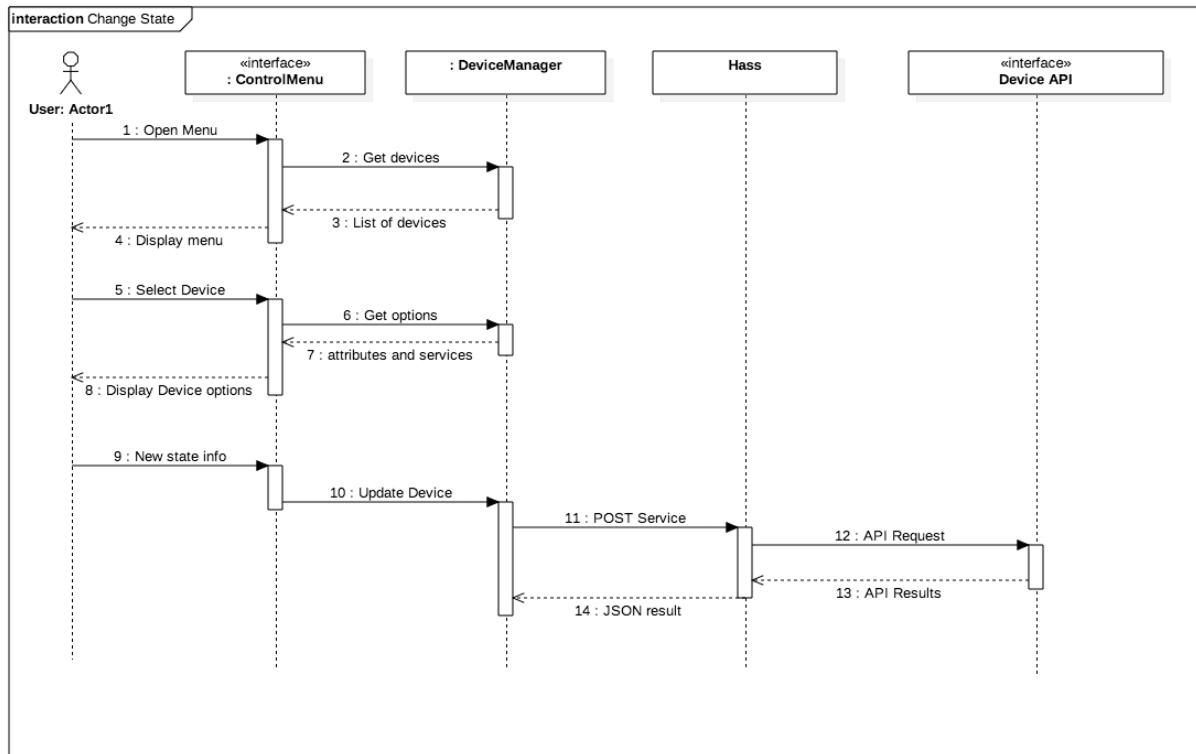 interaction Change State
User: Actor1
«interface»
: ControlMenu
: DeviceManager
Hass
«interface»
Device API
1 : Open Menu
2 : Get devices
3 : List of devices
4 : Display menu
5 : Select Device
6 : Get options
7 : attributes and services
8 : Display Device options
9 : New state info
10 : Update Device
11 : POST Service
12 : API Request
13 : API Results
14 : JSON result